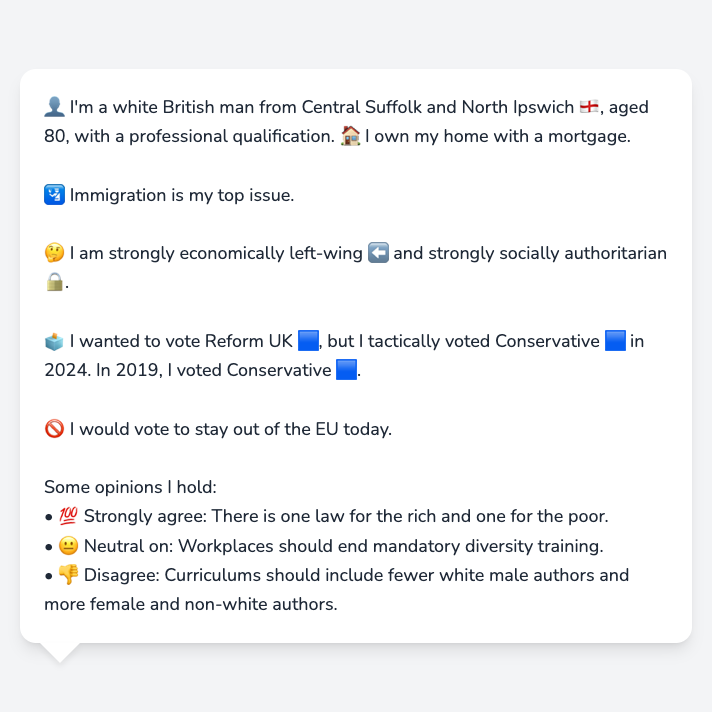 👤 I'm a white British man from Central Suffolk and North Ipswich 🏴󠁧󠁢󠁥󠁮󠁧󠁿, aged
80, with a professional qualification. 🏠 I own my home with a mortgage.
🛂 Immigration is my top issue.
🤔 I am strongly economically left-wing ⬅️ and strongly socially authoritarian
🔒.
🗳️ I wanted to vote Reform UK 🟦, but I tactically voted Conservative 🟦 in
2024. In 2019, I voted Conservative 🟦.
🚫 I would vote to stay out of the EU today.
Some opinions I hold:
• 💯 Strongly agree: There is one law for the rich and one for the poor.
• 😐 Neutral on: Workplaces should end mandatory diversity training.
• 👎 Disagree: Curriculums should include fewer white male authors and
more female and non-white authors.